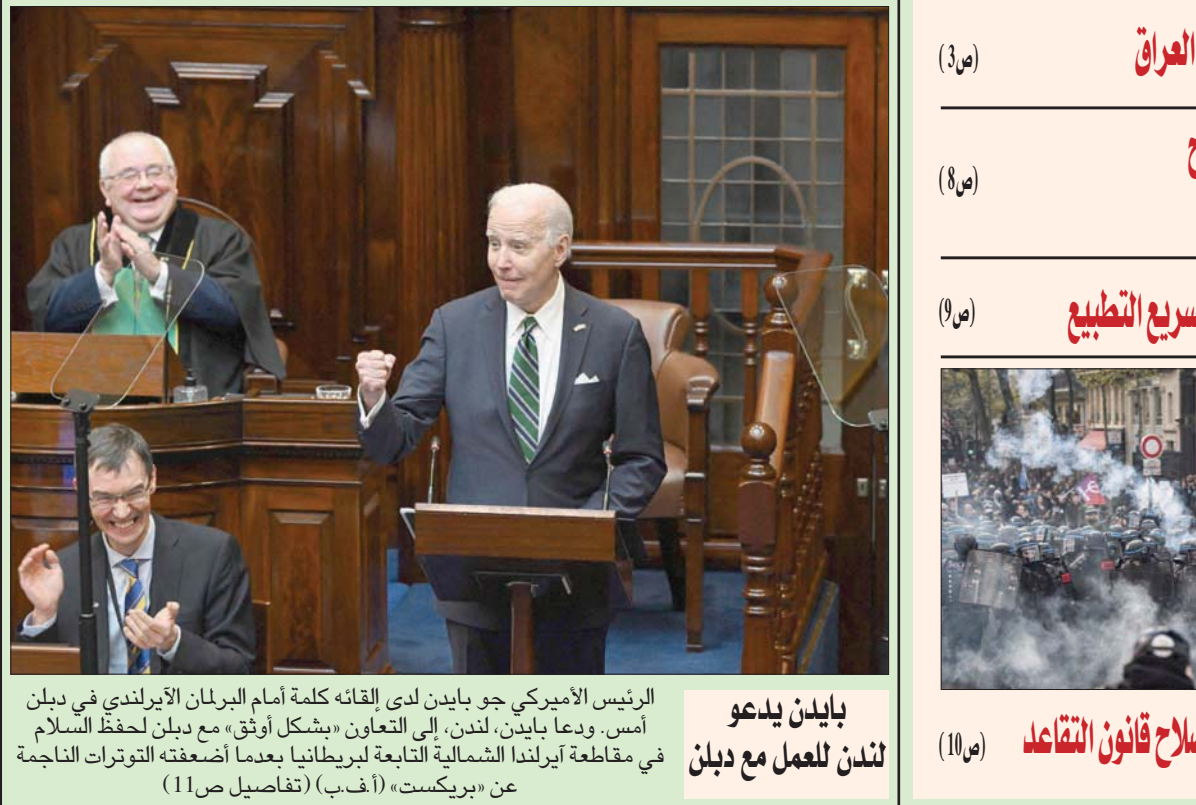 العراق
(ص3)
(ص8)
التطبيع
(ص9)
قانون التقاعد
(ص10)
بايدن يدعو
لندن للعمل مع دبلن
الرئيس الأميركي جو بايدن لدى إلقائه كلمة أمام البرلمان الآيرلندي في دبلن
أمس. ودعا بايدن، لندن، إلى التعاون «بشكل أوثق» مع دبلن لحفظ السلام
في مقاطعة آيرلندا الشمالية التابعة لبريطانيا بعدما أضعفته التوترات الناجمة
عن «بريكست» (أ.ف.ب) (تفاصيل ص11)